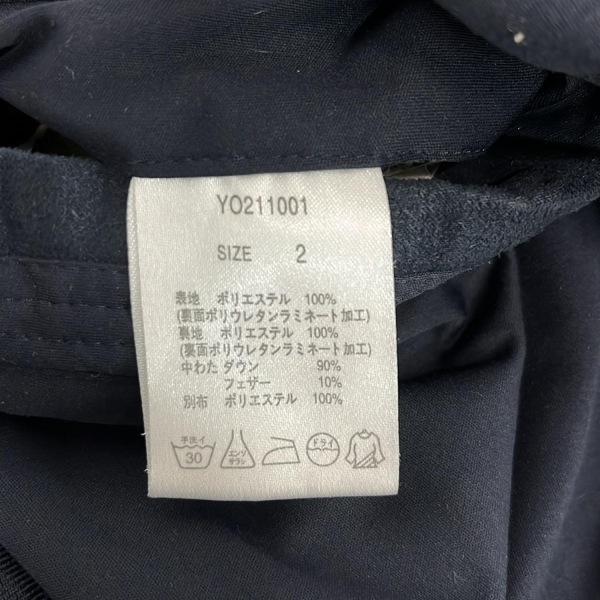 YO211001
SIZE 2
表地 ポリエステル 100%
(裏面ポリウレタンラミネート加工)
裏地 ポリエステル 100%
(裏面ポリウレタンラミネート加工)
中わた ダウン 90%
フェザー 10%
別布 ポリエステル 100%
手洗イ 30 エンソサラシ ドライ